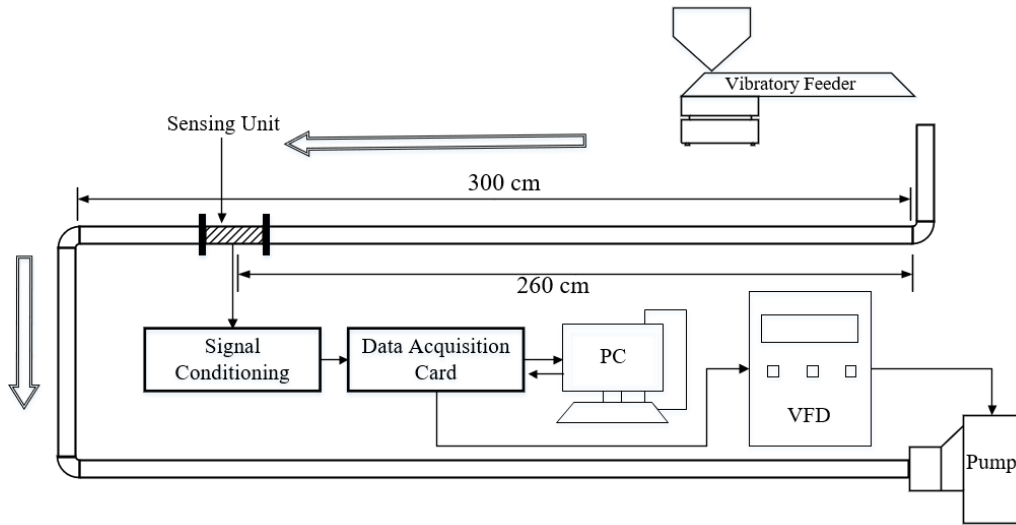 Vibratory Feeder
Sensing Unit
300 cm
260 cm
Signal
Conditioning
Data Acquisition
Card
PC
VFD
Pump